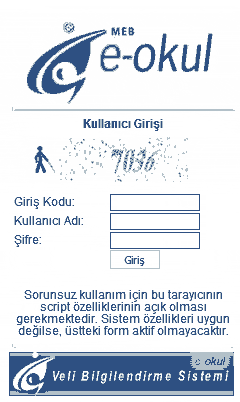 MEB
e-okul
Kullanıcı Girişi
7036
Giriş Kodu:
Kullanıcı Adı:
Şifre:
Giriş
Sorunsuz kullanım için bu tarayıcının
script özelliklerinin açık olması
gerekmektedir. Sistem özellikleri uygun
değilse, üstteki form aktif olmayacaktır.
e okul
Veli Bilgilendirme Sistemi